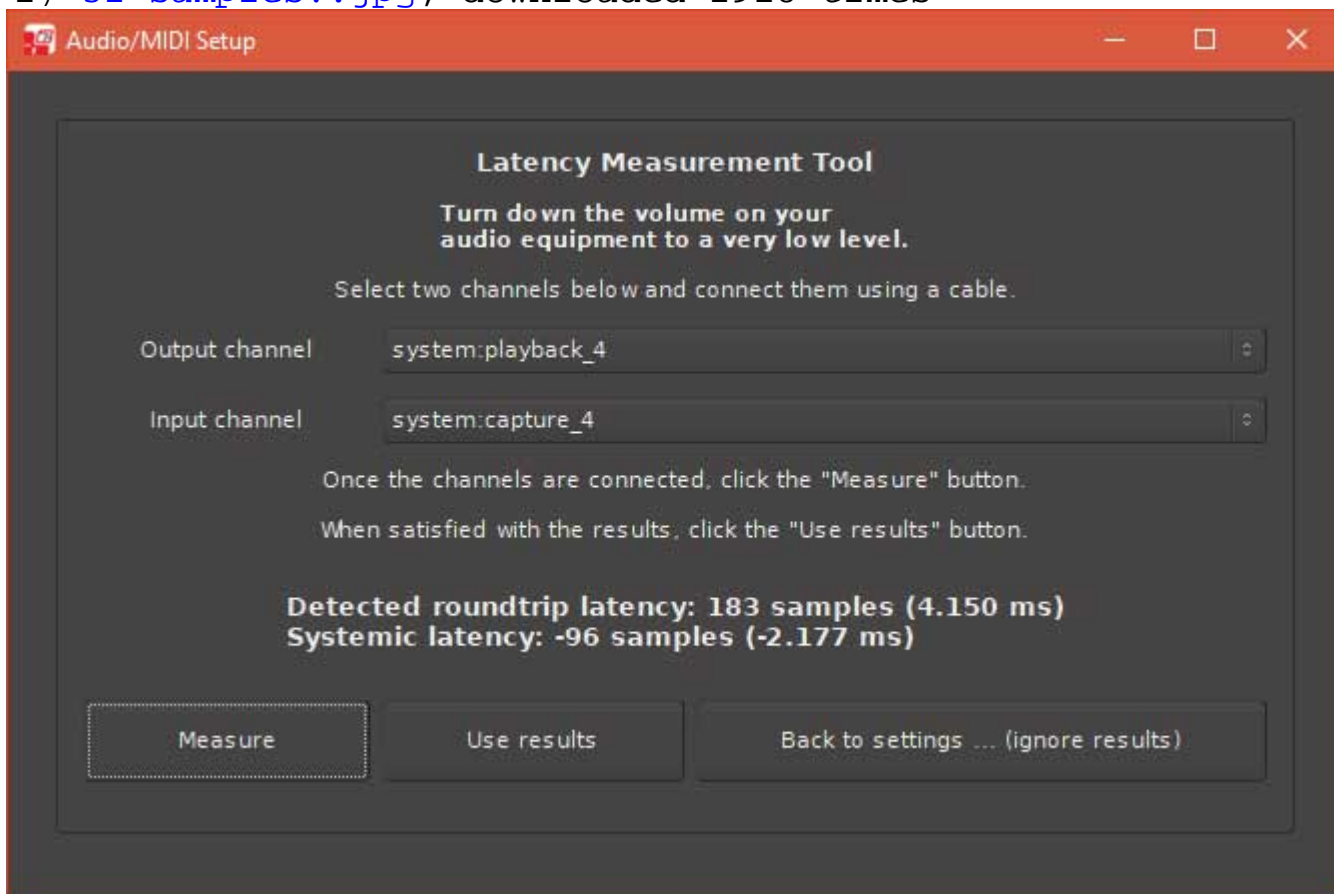 Audio/MIDI Setup
Latency Measurement Tool
Turn down the volume on your
audio equipment to a very low level.
Select two channels below and connect them using a cable.
Output channel system:playback_4
Input channel system:capture_4
Once the channels are connected, click the "Measure" button.
When satisfied with the results, click the "Use results" button.
Detected roundtrip latency: 183 samples (4.150 ms)
Systemic latency: -96 samples (-2.177 ms)
Measure Use results Back to settings ... (ignore results)